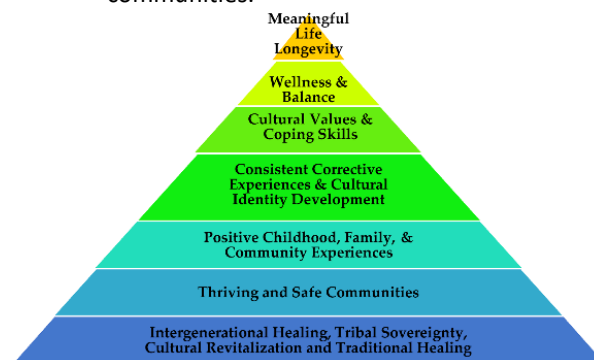 communities.
Meaningful
Life
Longevity
Wellness &
Balance
Cultural Values &
Coping Skills
Consistent Corrective
Experiences & Cultural
Identity Development
Positive Childhood, Family, &
Community Experiences
Thriving and Safe Communities
Intergenerational Healing, Tribal Sovereignty,
Cultural Revitalization and Traditional Healing